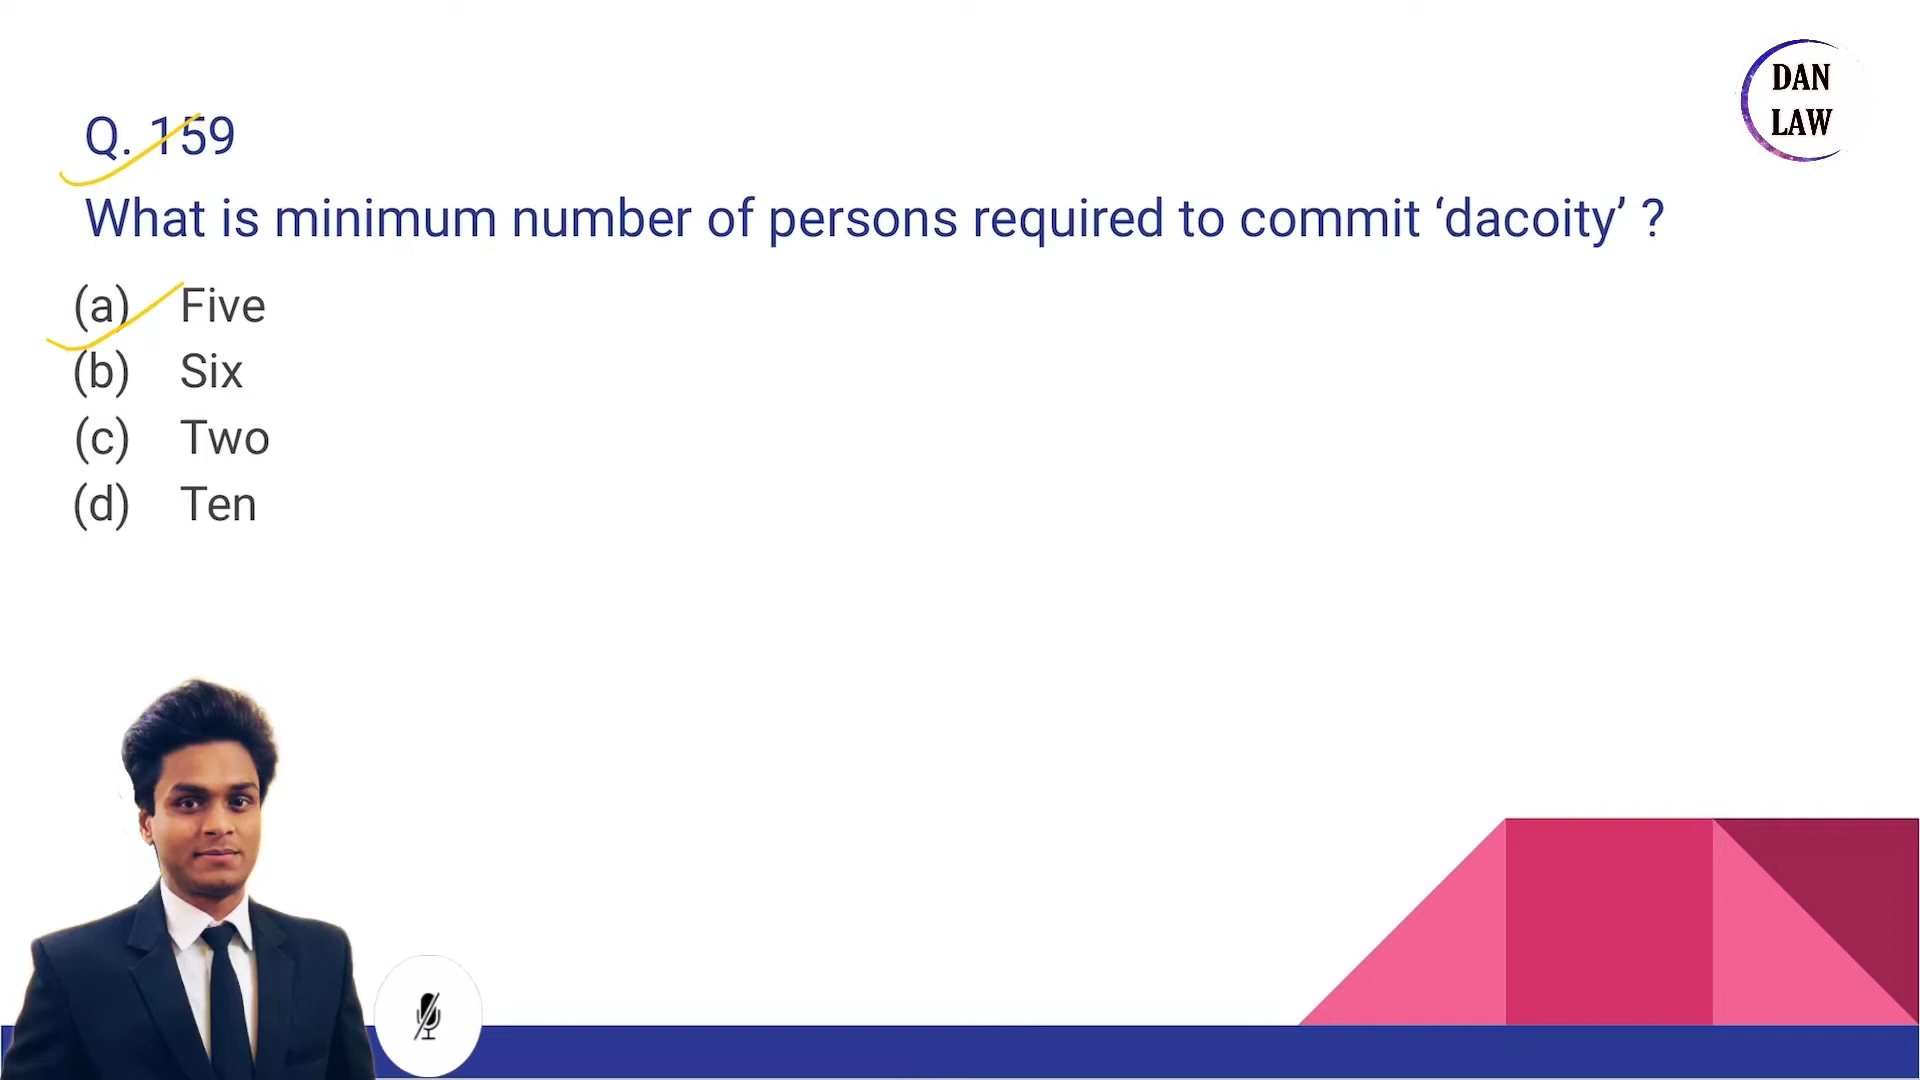 DAN
LAW
Q. 159
What is minimum number of persons required to commit ‘dacoity’ ?
(a) Five
(b) Six
(c) Two
(d) Ten